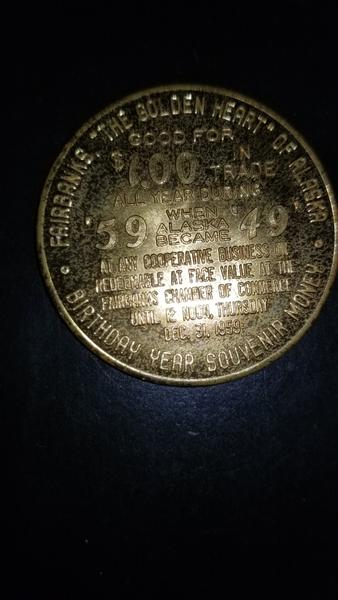 FAIRBANKS, "THE GOLDEN HEART" OF ALASKA
GOOD FOR
$1.00 IN TRADE
ALL YEAR DURING
'59 WHEN ALASKA BECAME '49
AT ANY COOPERATIVE BUSINESS OR
REDEEMABLE AT FACE VALUE AT THE
FAIRBANKS CHAMBER OF COMMERCE
UNTIL 12 NOON, THURSDAY
DEC. 31, 1959
BIRTHDAY YEAR SOUVENIR MONEY